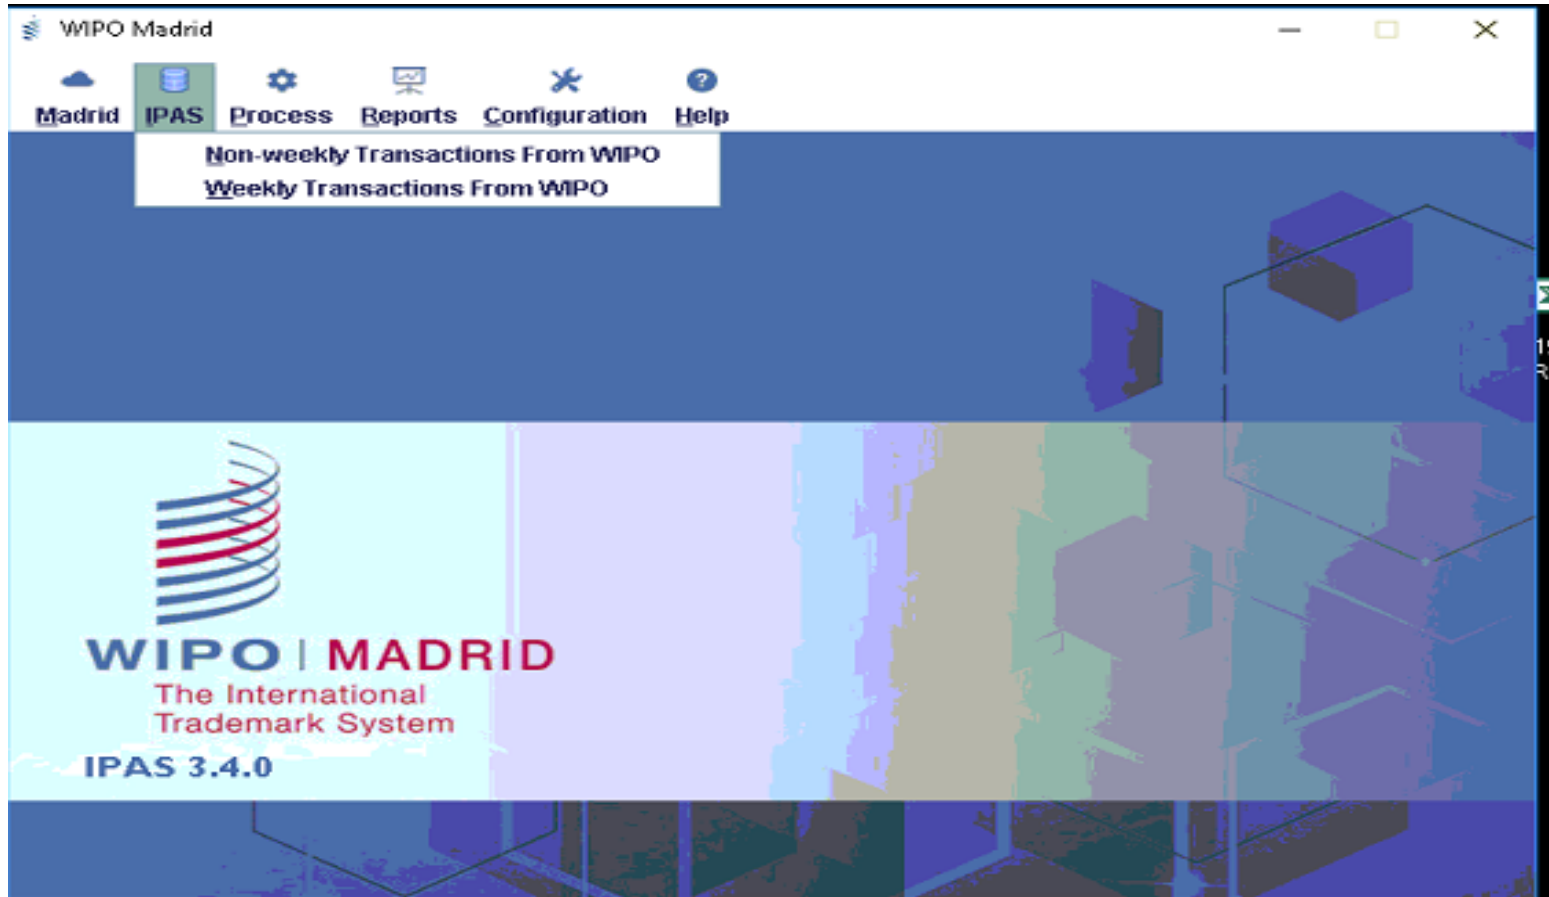 WIPO Madrid
Madrid IPAS Process Reports Configuration Help
Non-weekly Transactions From WIPO
Weekly Transactions From WIPO
WIPO | MADRID
The International
Trademark System
IPAS 3.4.0